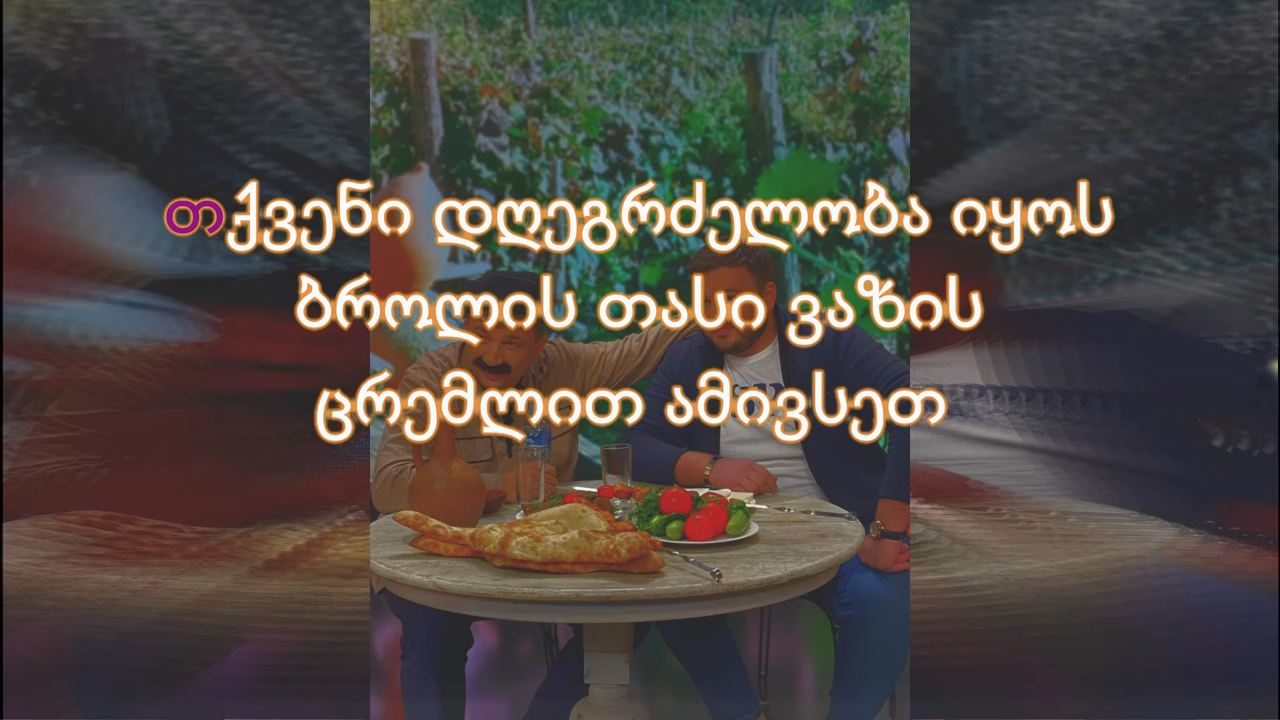 თქვენი დღეგრძელობა იყოს
ბროლის თასი ვაზის
ცრემლით ამივსეთ